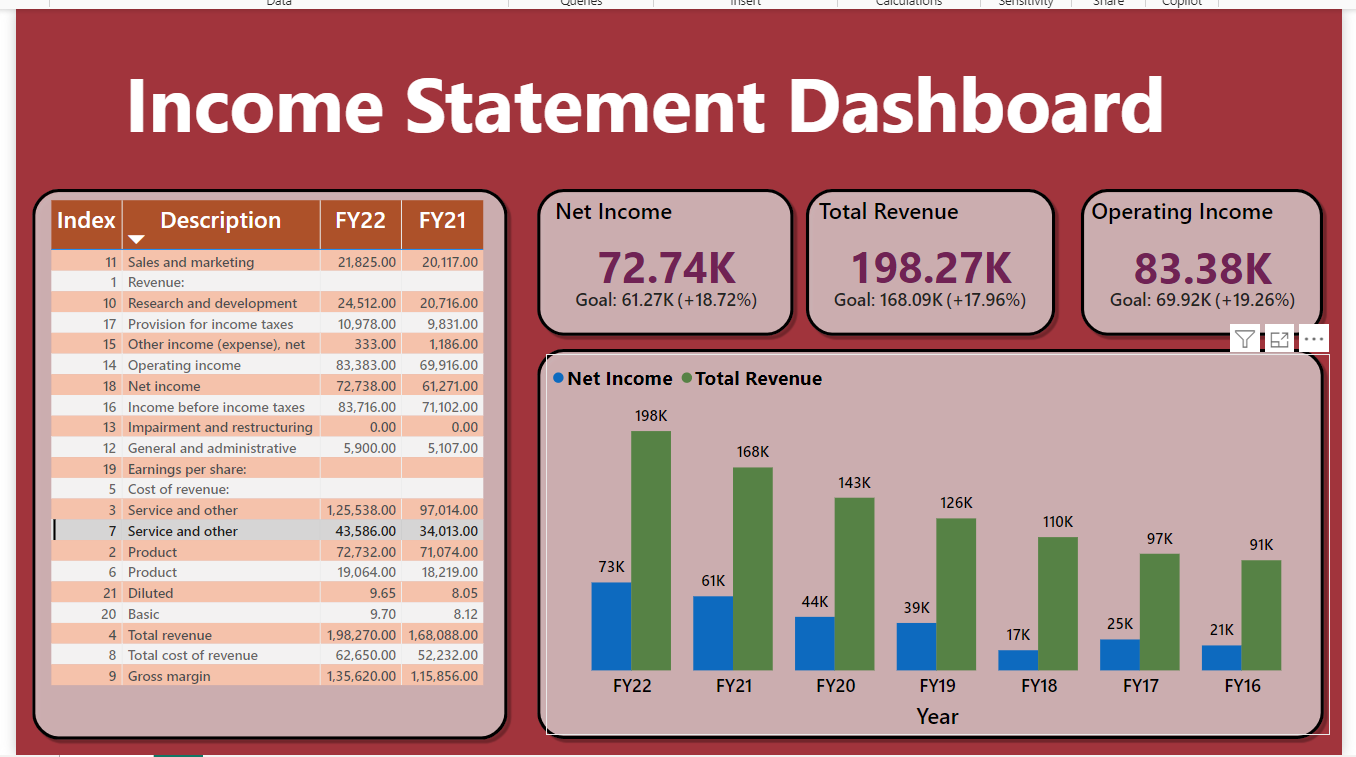 Data Queries Insert Calculations Sensitivity Share Copilot
Income Statement Dashboard
Index Description FY22 FY21
11 Sales and marketing 21,825.00 20,117.00
1 Revenue:
10 Research and development 24,512.00 20,716.00
17 Provision for income taxes 10,978.00 9,831.00
15 Other income (expense), net 333.00 1,186.00
14 Operating income 83,383.00 69,916.00
18 Net income 72,738.00 61,271.00
16 Income before income taxes 83,716.00 71,102.00
13 Impairment and restructuring 0.00 0.00
12 General and administrative 5,900.00 5,107.00
19 Earnings per share:
5 Cost of revenue:
3 Service and other 1,25,538.00 97,014.00
7 Service and other 43,586.00 34,013.00
2 Product 72,732.00 71,074.00
6 Product 19,064.00 18,219.00
21 Diluted 9.65 8.05
20 Basic 9.70 8.12
4 Total revenue 1,98,270.00 1,68,088.00
8 Total cost of revenue 62,650.00 52,232.00
9 Gross margin 1,35,620.00 1,15,856.00
Net Income
72.74K
Goal: 61.27K (+18.72%)
Total Revenue
198.27K
Goal: 168.09K (+17.96%)
Operating Income
83.38K
Goal: 69.92K (+19.26%)
Net Income Total Revenue
73K 198K
61K 168K
44K 143K
39K 126K
17K 110K
25K 97K
21K 91K
FY22 FY21 FY20 FY19 FY18 FY17 FY16
Year